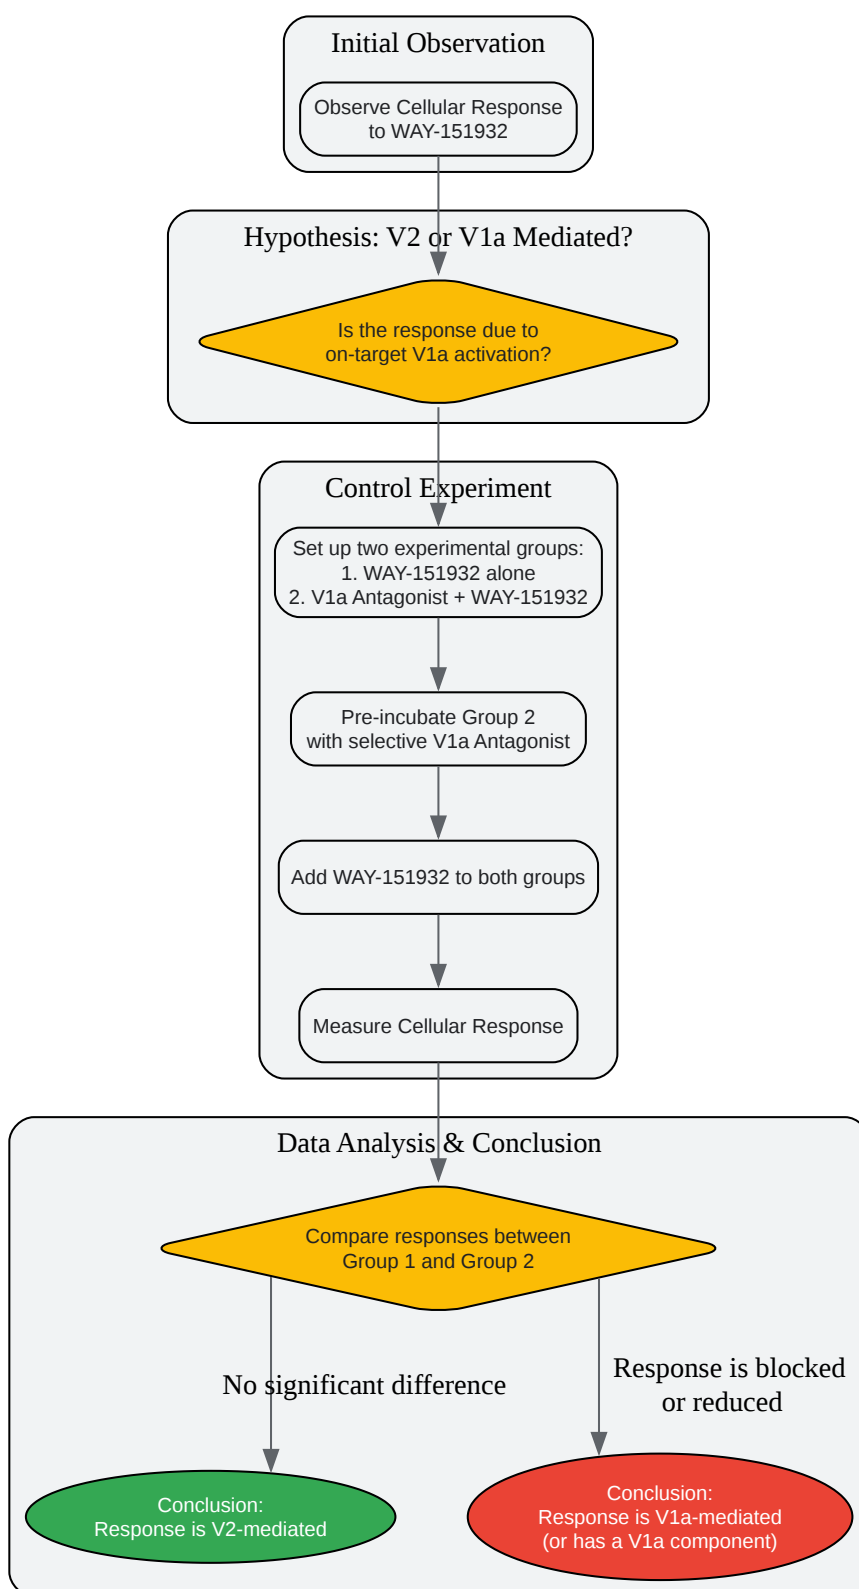 Initial Observation
Observe Cellular Response
to WAY-151932
Hypothesis: V2 or V1a Mediated?
Is the response due to
on-target V1a activation?
Control Experiment
Set up two experimental groups:
1. WAY-151932 alone
2. V1a Antagonist + WAY-151932
Pre-incubate Group 2
with selective V1a Antagonist
Add WAY-151932 to both groups
Measure Cellular Response
Data Analysis & Conclusion
Compare responses between
Group 1 and Group 2
No significant difference
Response is blocked
or reduced
Conclusion:
Response is V2-mediated
Conclusion:
Response is V1a-mediated
(or has a V1a component)